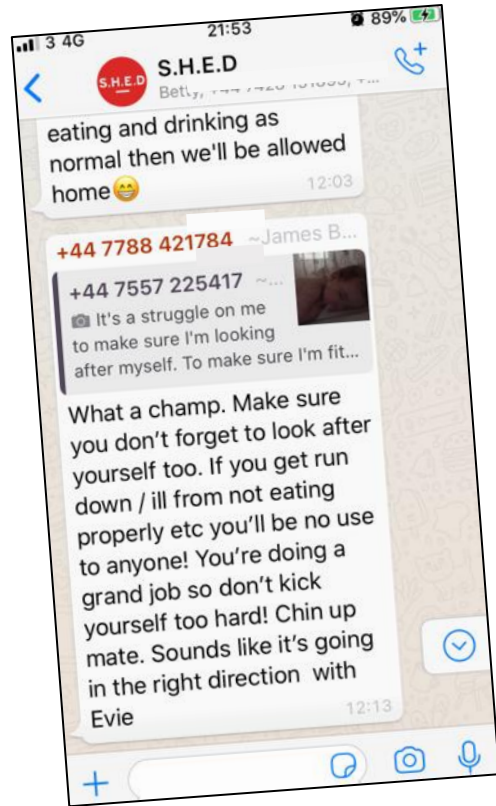 3 4G
21:53
89%
S.H.E.D
S.H.E.D
eating and drinking as
normal then we'll be allowed
home😁
12:03
+44 7788 421784 ~James B...
+44 7557 225417 ~...
📷 It's a struggle on me
to make sure I'm looking
after myself. To make sure I'm fit...
What a champ. Make sure
you don’t forget to look after
yourself too. If you get run
down / ill from not eating
properly etc you’ll be no use
to anyone! You’re doing a
grand job so don’t kick
yourself too hard! Chin up
mate. Sounds like it’s going
in the right direction  with
Evie
12:13